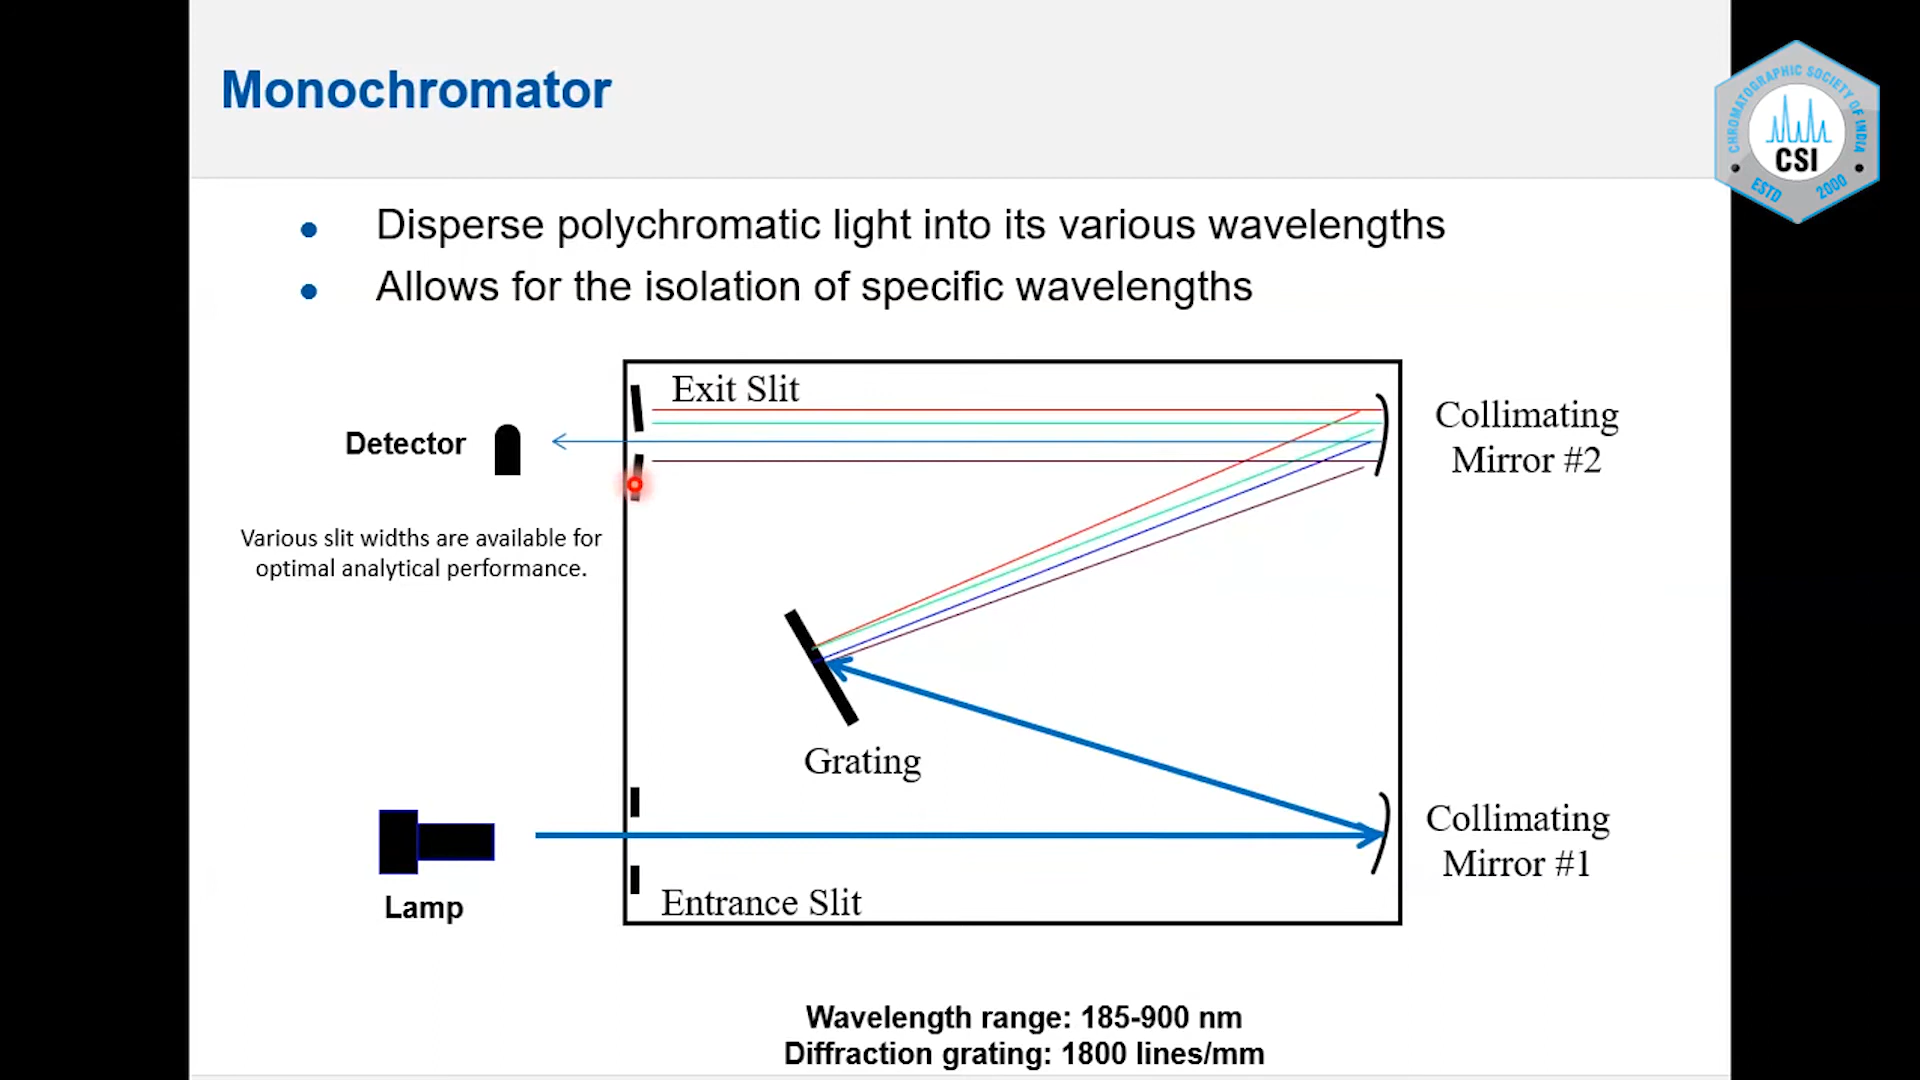 Monochromator
CHROMATOGRAPHIC SOCIETY OF INDIA
CSI
ESTD 2000
Disperse polychromatic light into its various wavelengths
Allows for the isolation of specific wavelengths
Exit Slit
Detector
Collimating
Mirror #2
Various slit widths are available for
optimal analytical performance.
Grating
Collimating
Mirror #1
Lamp
Entrance Slit
Wavelength range: 185-900 nm
Diffraction grating: 1800 lines/mm